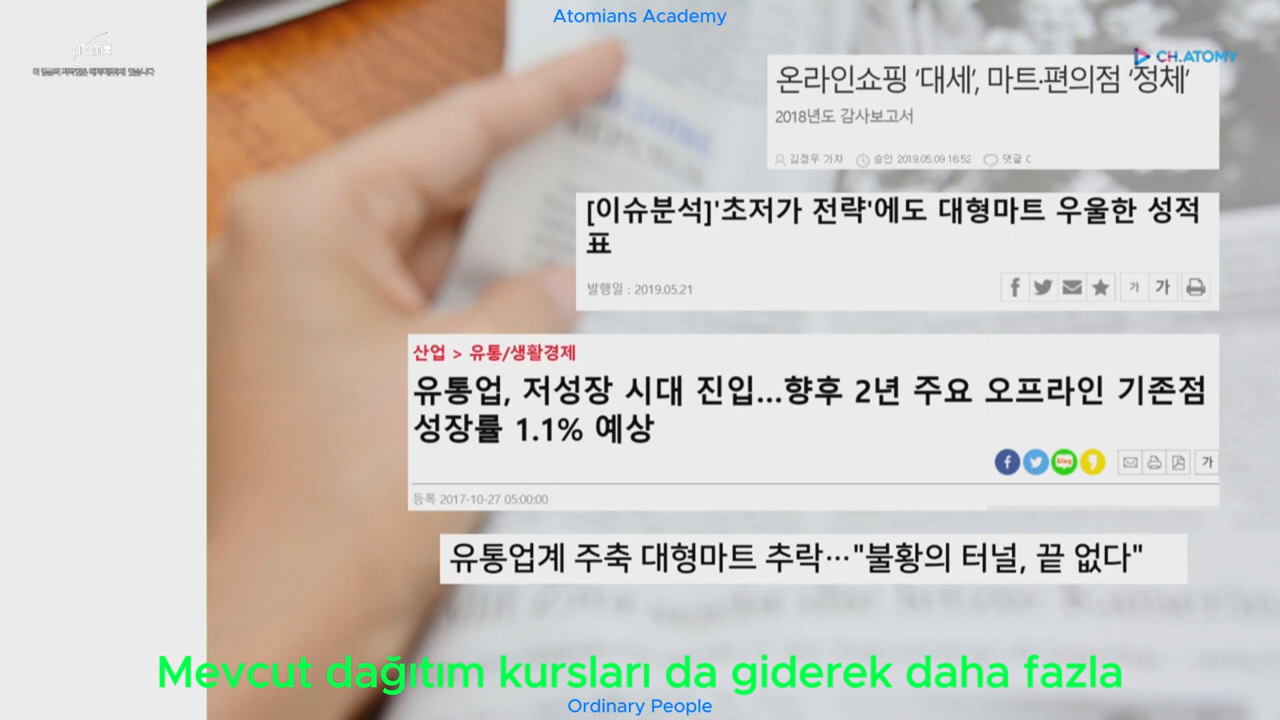 Atomians Academy
CH.ATOMY
온라인쇼핑 ‘대세’, 마트·편의점 ‘정체’
2018년도 감사보고서
김정우 기자 승인 2019.05.09 16:52 댓글 0
[이슈분석]'초저가 전략'에도 대형마트 우울한 성적
표
발행일 : 2019.05.21
가 가
산업 > 유통/생활경제
유통업, 저성장 시대 진입...향후 2년 주요 오프라인 기존점
성장률 1.1% 예상
blog
가
등록 2017-10-27 05:00:00
유통업계 주축 대형마트 추락…"불황의 터널, 끝 없다"
Mevcut dağıtım kursları da giderek daha fazla
Ordinary People